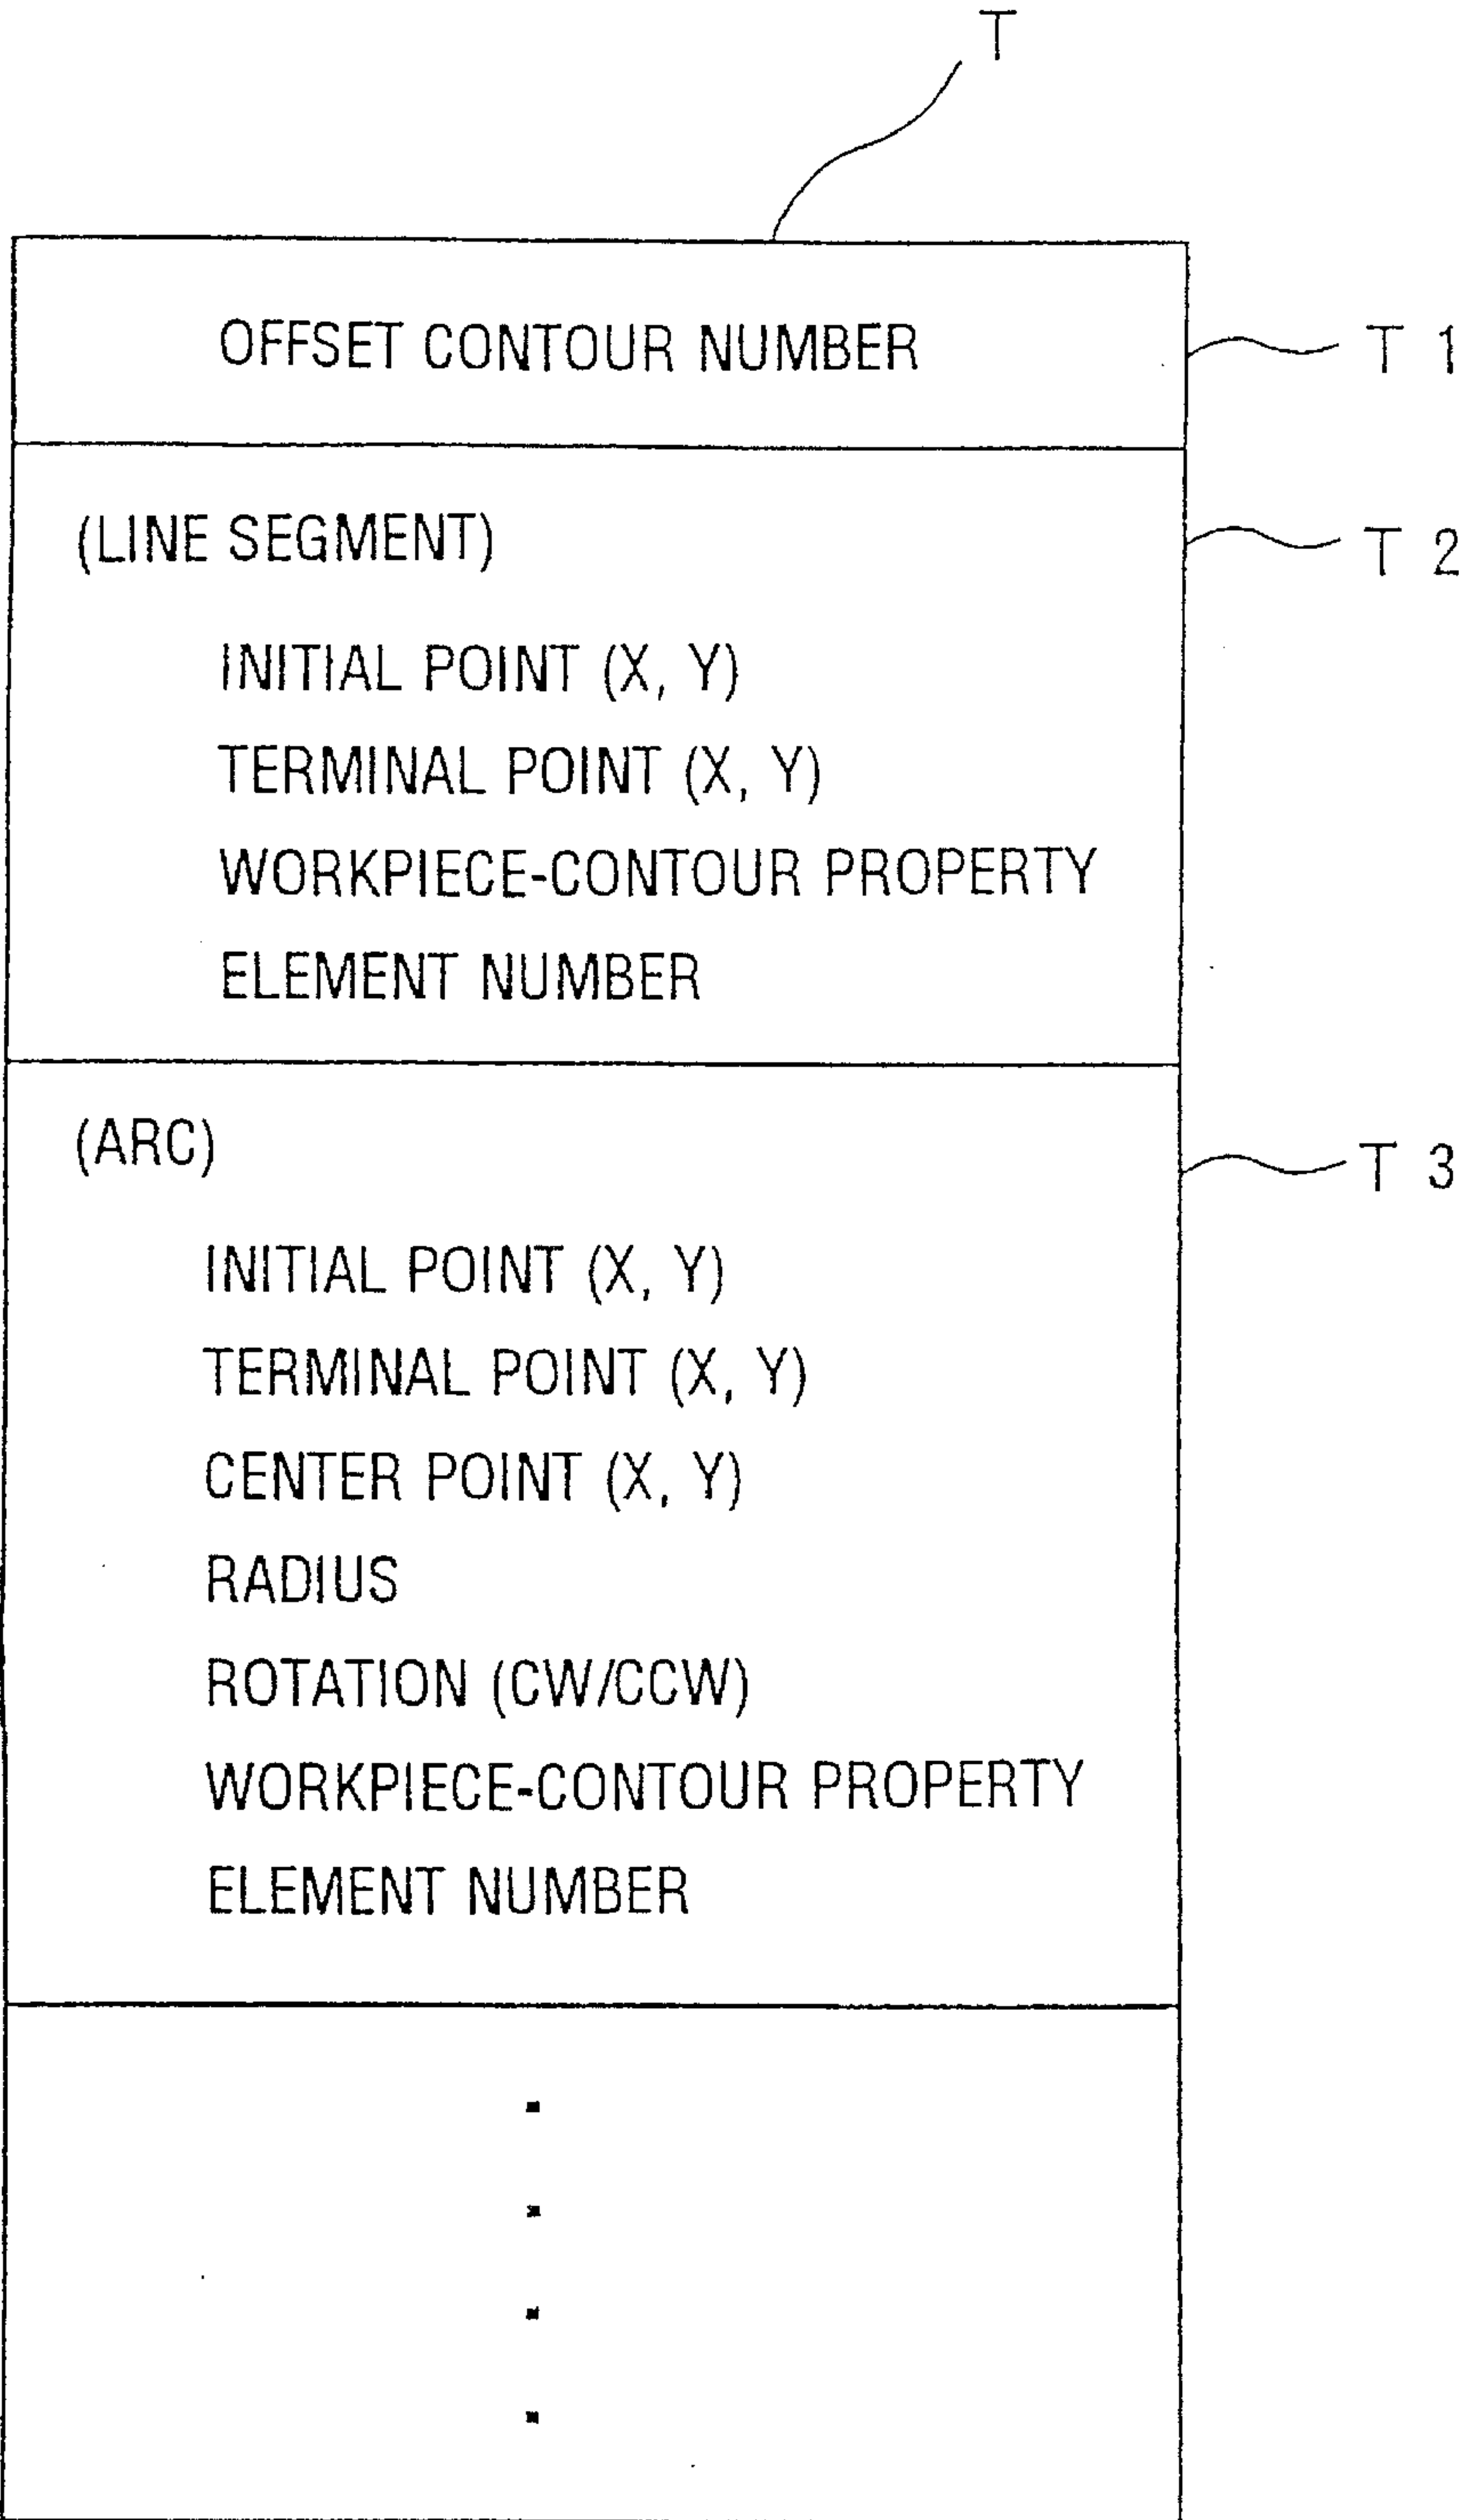 T
OFFSET CONTOUR NUMBER
T 1
(LINE SEGMENT)
T 2
INITIAL POINT (X, Y)
TERMINAL POINT (X, Y)
WORKPIECE-CONTOUR PROPERTY
ELEMENT NUMBER
(ARC)
T 3
INITIAL POINT (X, Y)
TERMINAL POINT (X, Y)
CENTER POINT (X, Y)
RADIUS
ROTATION (CW/CCW)
WORKPIECE-CONTOUR PROPERTY
ELEMENT NUMBER